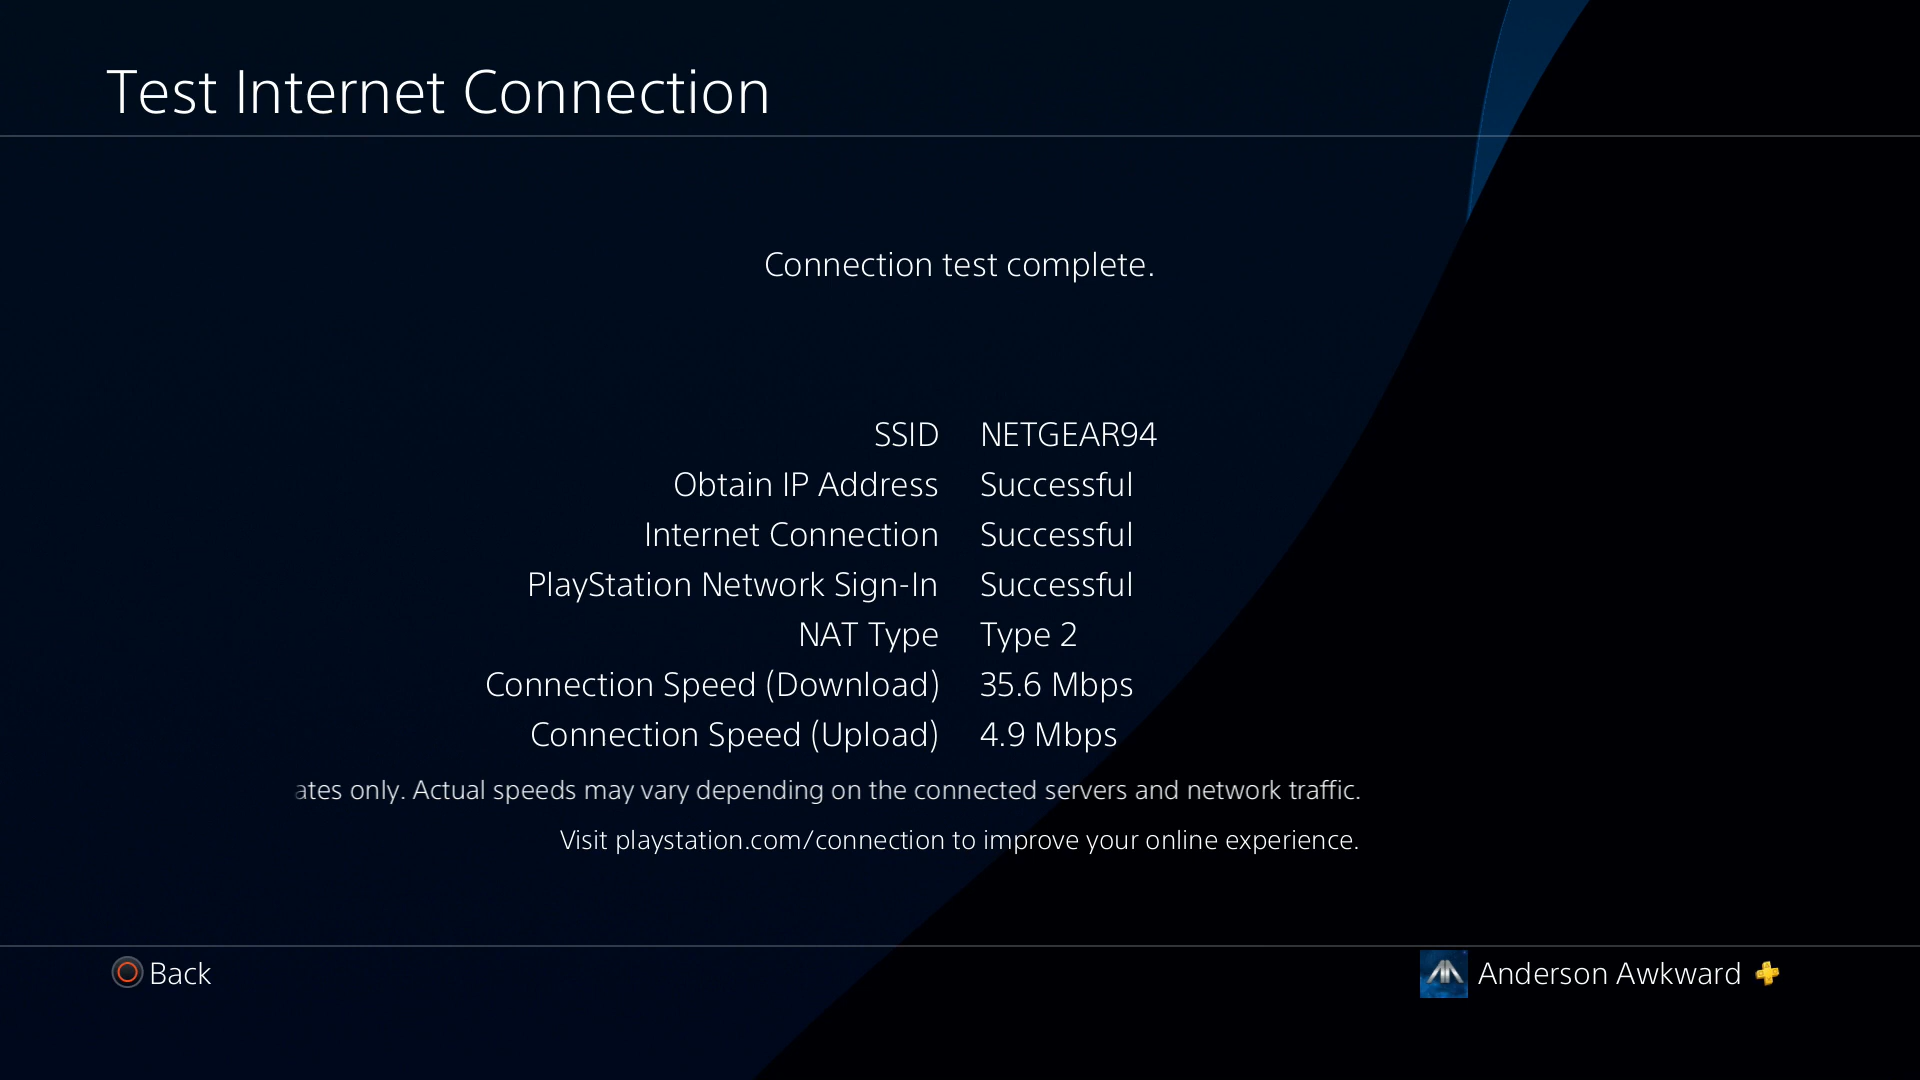 Test Internet Connection
Connection test complete.
SSID NETGEAR94
Obtain IP Address Successful
Internet Connection Successful
PlayStation Network Sign-In Successful
NAT Type Type 2
Connection Speed (Download) 35.6 Mbps
Connection Speed (Upload) 4.9 Mbps
ates only. Actual speeds may vary depending on the connected servers and network traffic.
Visit playstation.com/connection to improve your online experience.
Back Anderson Awkward